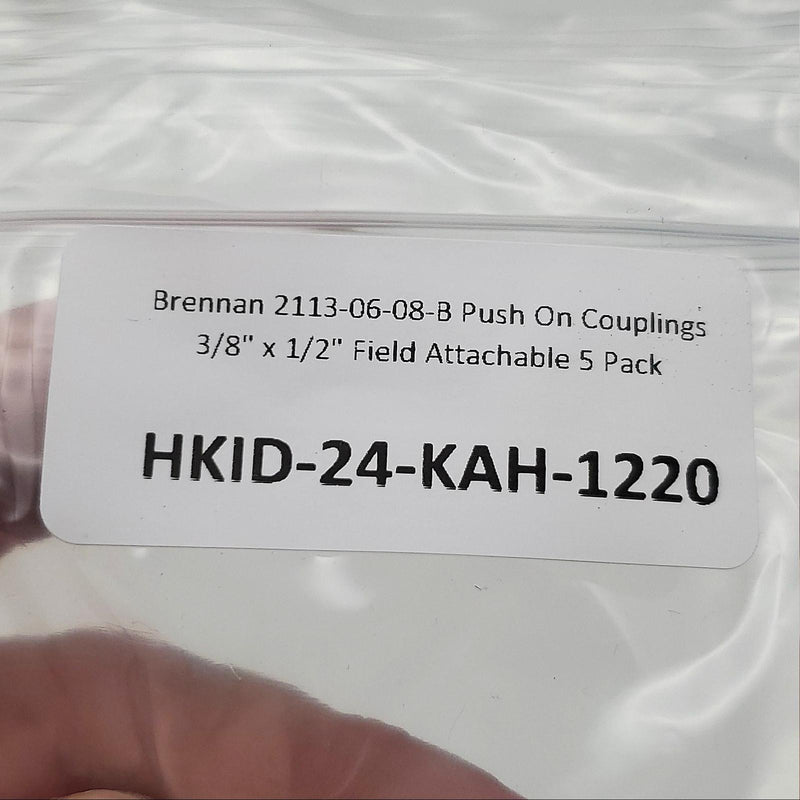 Brennan 2113-06-08-B Push On Couplings
3/8" x 1/2" Field Attachable 5 Pack
HKID-24-KAH-1220